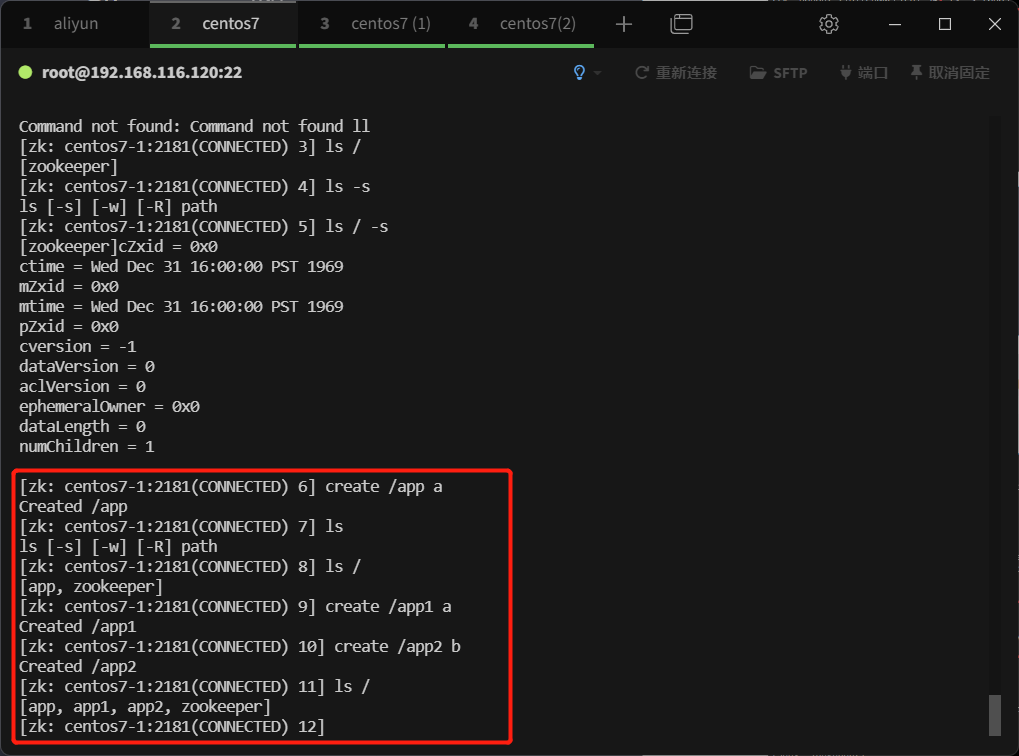 1 aliyun 2 centos7 3 centos7 (1) 4 centos7(2)
root@192.168.116.120:22 重新连接 SFTP 端口 取消固定
Command not found: Command not found ll
[zk: centos7-1:2181(CONNECTED) 3] ls /
[zookeeper]
[zk: centos7-1:2181(CONNECTED) 4] ls -s
ls [-s] [-w] [-R] path
[zk: centos7-1:2181(CONNECTED) 5] ls / -s
[zookeeper]cZxid = 0x0
ctime = Wed Dec 31 16:00:00 PST 1969
mZxid = 0x0
mtime = Wed Dec 31 16:00:00 PST 1969
pZxid = 0x0
cversion = -1
dataVersion = 0
aclVersion = 0
ephemeralOwner = 0x0
dataLength = 0
numChildren = 1
[zk: centos7-1:2181(CONNECTED) 6] create /app a
Created /app
[zk: centos7-1:2181(CONNECTED) 7] ls
ls [-s] [-w] [-R] path
[zk: centos7-1:2181(CONNECTED) 8] ls /
[app, zookeeper]
[zk: centos7-1:2181(CONNECTED) 9] create /app1 a
Created /app1
[zk: centos7-1:2181(CONNECTED) 10] create /app2 b
Created /app2
[zk: centos7-1:2181(CONNECTED) 11] ls /
[app, app1, app2, zookeeper]
[zk: centos7-1:2181(CONNECTED) 12]